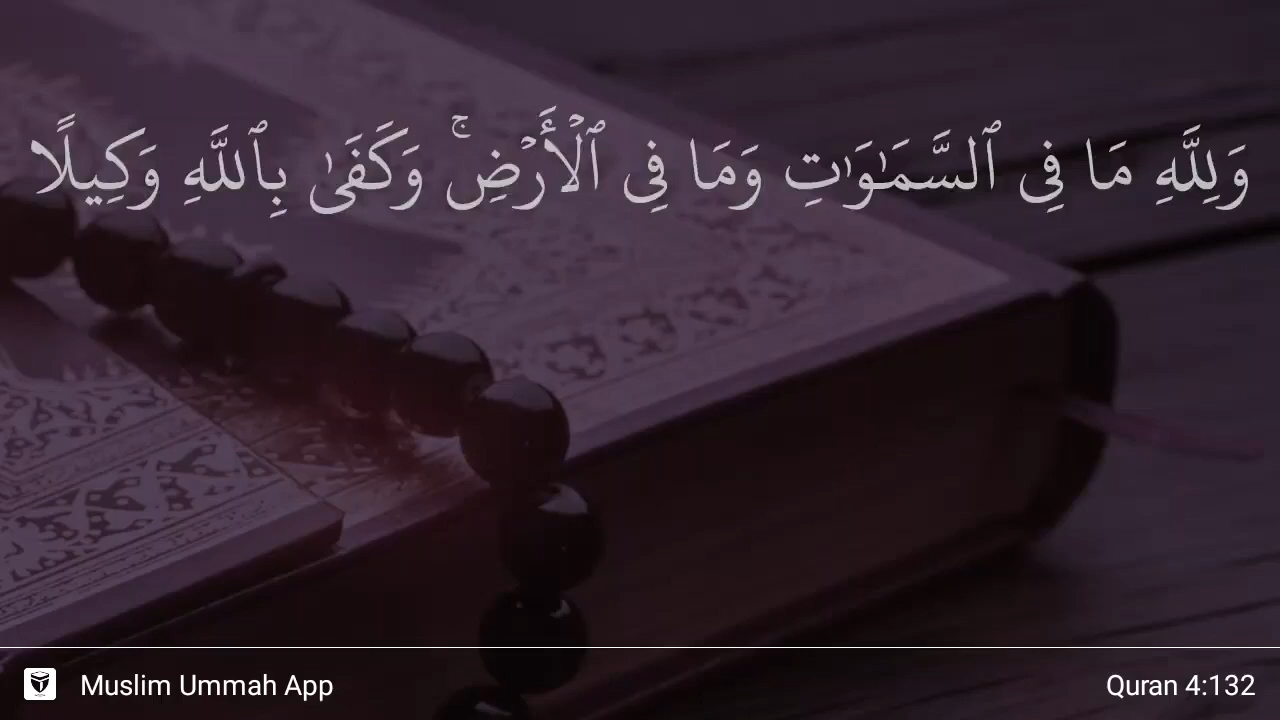 وَلِلَّهِ مَا فِى ٱلسَّمَـٰوَٰتِ وَمَا فِى ٱلْأَرْضِ ۚ وَكَفَىٰ بِٱللَّهِ وَكِيلًا
Muslim Ummah App
Quran 4:132